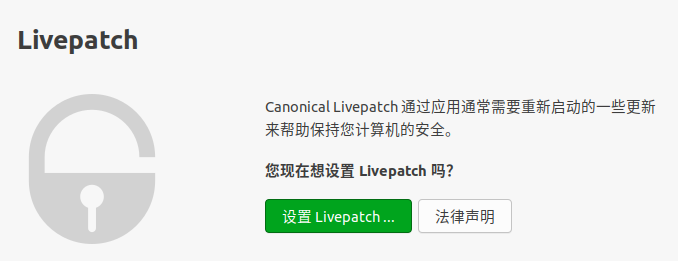 Livepatch
Canonical Livepatch 通过应用通常需要重新启动的一些更新
来帮助保持您计算机的安全。
您现在想设置 Livepatch 吗？
设置 Livepatch ...
法律声明